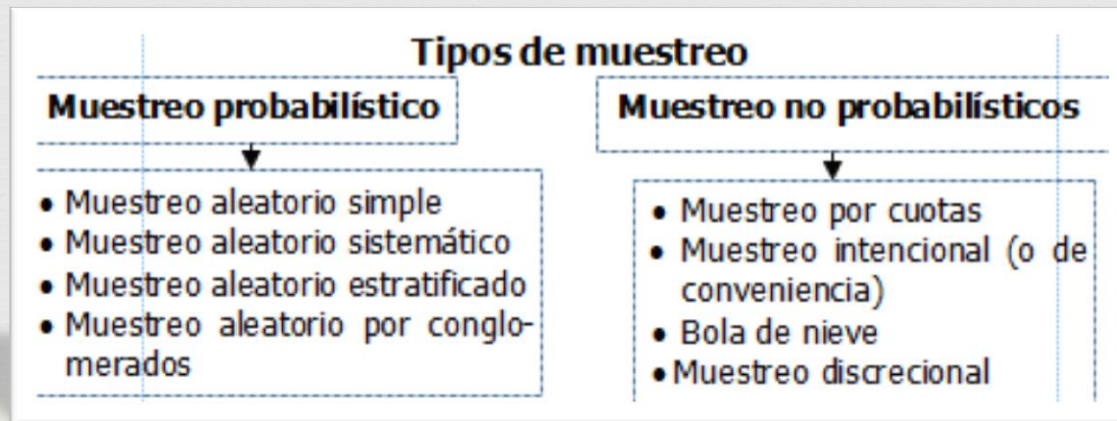 Tipos de muestreo
Muestreo probabilístico
• Muestreo aleatorio simple
• Muestreo aleatorio sistemático
• Muestreo aleatorio estratificado
• Muestreo aleatorio por conglo-
merados
Muestreo no probabilísticos
• Muestreo por cuotas
• Muestreo intencional (o de
conveniencia)
• Bola de nieve
• Muestreo discrecional